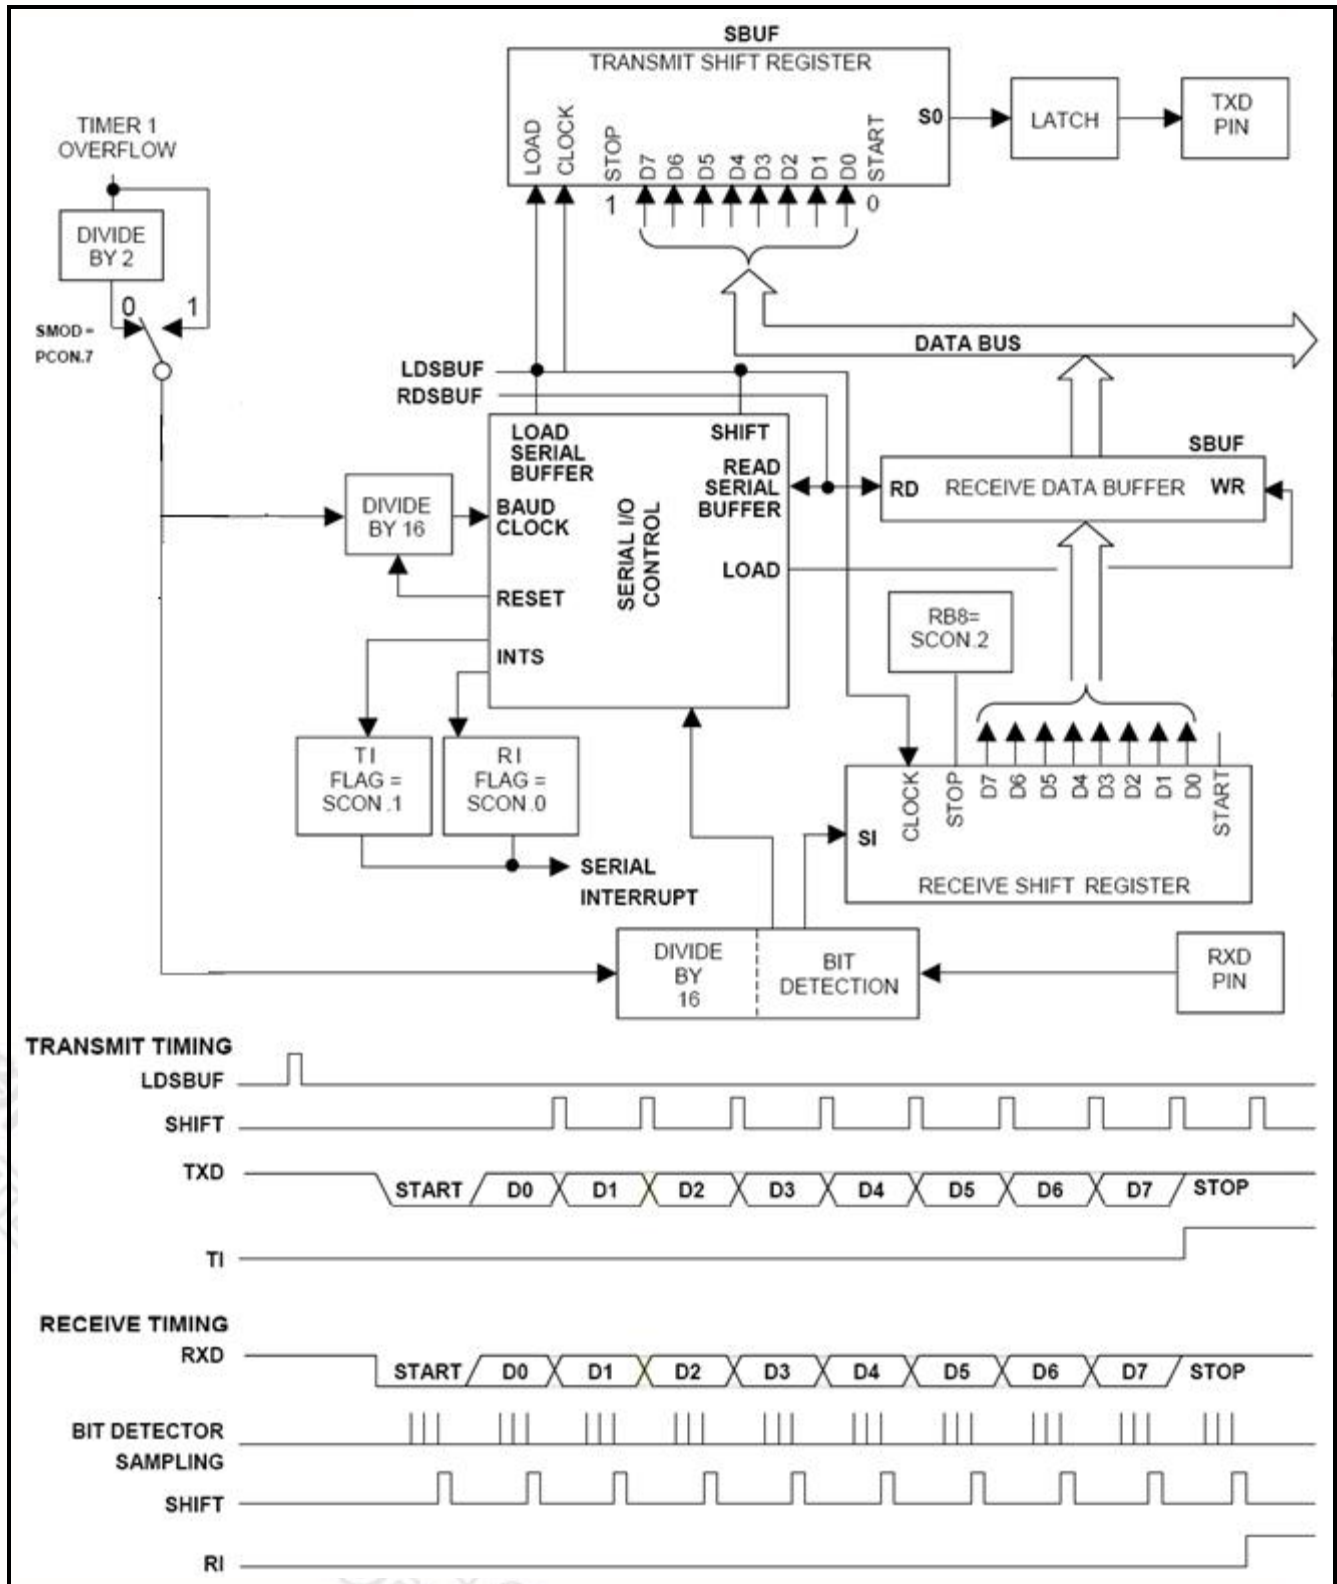 SBUF
TRANSMIT SHIFT REGISTER
LOAD
CLOCK
STOP
D7
D6
D5
D4
D3
D2
D1
D0
START
S0
1
0
LATCH
TXD
PIN
TIMER 1
OVERFLOW
DIVIDE
BY 2
0
1
SMOD =
PCON.7
DATA BUS
LDSBUF
RDSBUF
LOAD
SERIAL
BUFFER
SHIFT
READ
SERIAL
BUFFER
BAUD
CLOCK
SERIAL I/O
CONTROL
LOAD
RESET
INTS
DIVIDE
BY 16
SBUF
RD
RECEIVE DATA BUFFER
WR
RB8=
SCON.2
TI
FLAG =
SCON.1
RI
FLAG =
SCON.0
SERIAL
INTERRUPT
CLOCK
STOP
D7
D6
D5
D4
D3
D2
D1
D0
START
SI
RECEIVE SHIFT REGISTER
DIVIDE
BY
16
BIT
DETECTION
RXD
PIN
TRANSMIT TIMING
LDSBUF
SHIFT
TXD
START
D0
D1
D2
D3
D4
D5
D6
D7
STOP
TI
RECEIVE TIMING
RXD
START
D0
D1
D2
D3
D4
D5
D6
D7
STOP
BIT DETECTOR
SAMPLING
SHIFT
RI